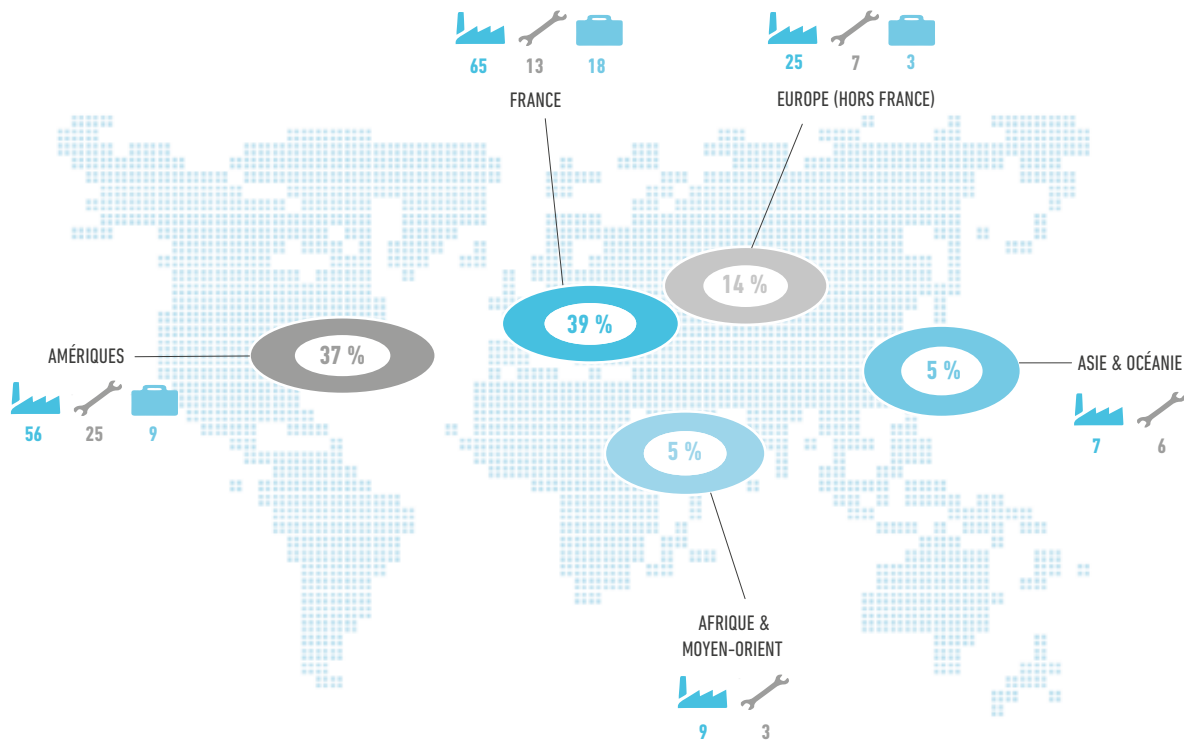 65 13 18
FRANCE
25 7 3
EUROPE (HORS FRANCE)
14 %
39 %
37 %
AMÉRIQUES
56 25 9
5 %
ASIE & OCÉANIE
7 6
5 %
AFRIQUE &
MOYEN-ORIENT
9 3